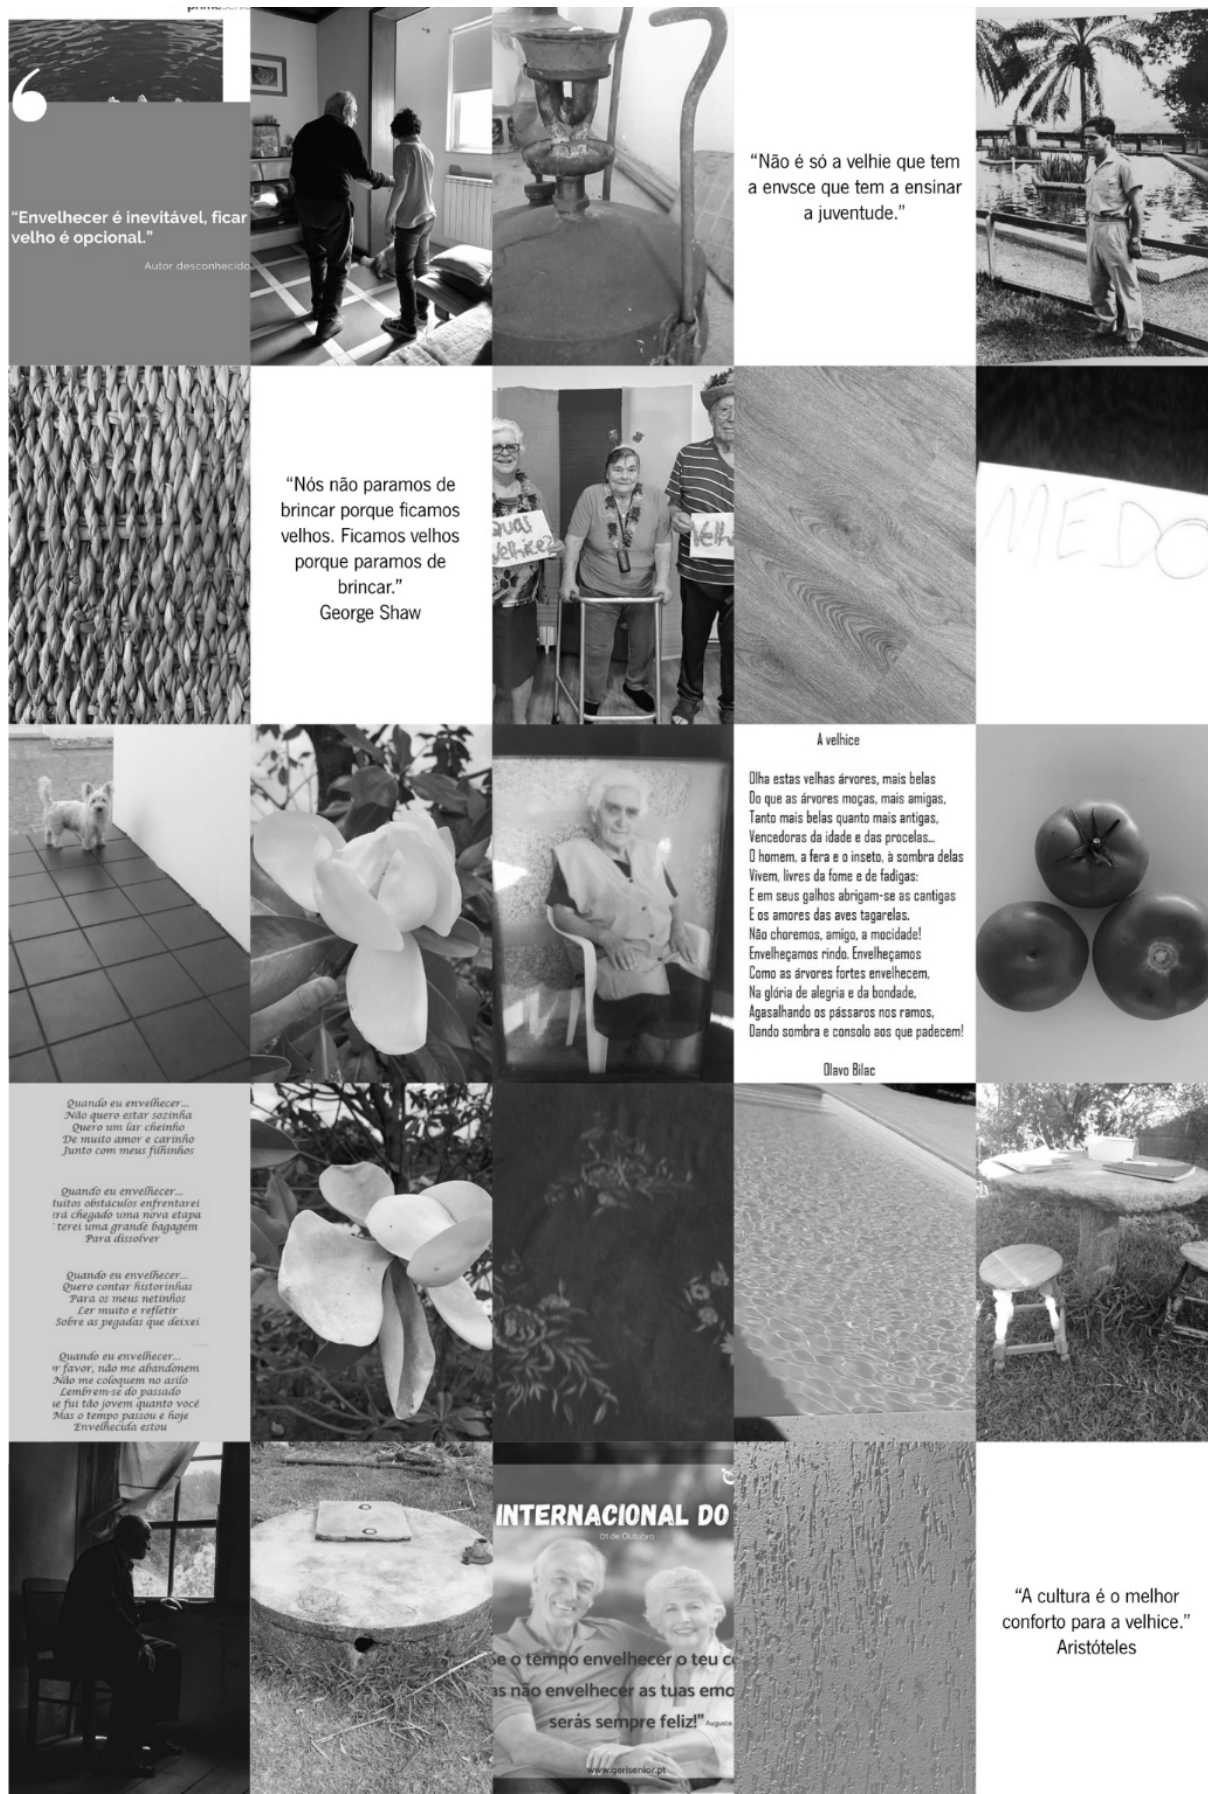 “Envelhecer é inevitável, ficar
velho é opcional.”
Autor desconhecido
“Não é só a velhie que tem
a envsce que tem a ensinar
a juventude.”
“Nós não paramos de
brincar porque ficamos
velhos. Ficamos velhos
porque paramos de
brincar.”
George Shaw
Velh
MEDO
A velhice
Olha estas velhas árvores, mais belas
Do que as árvores moças, mais amigas,
Tanto mais belas quanto mais antigas,
Vencedoras da idade e das procelas...
O homem, a fera e o inseto, à sombra delas
Vivem, livres da fome e de fadigas:
E em seus galhos abrigam-se as cantigas
E os amores das aves tagarelas.
Não choremos, amigo, a mocidade!
Envelheçamos rindo. Envelheçamos
Como as árvores fortes envelhecem,
Na glória de alegria e da bondade,
Agasalhando os pássaros nos ramos,
Dando sombra e consolo aos que padecem!
Olavo Bilac
Quando eu envelhecer...
Não quero estar sozinha
Quero um lar cheinho
De muito amor e carinho
Junto com meus filhinhos
Quando eu envelhecer...
uitos obstáculos enfrentarei
rá chegado uma nova etapa
terei uma grande bagagem
Para dissolver
Quando eu envelhecer...
Quero contar historinhas
Para os meus netinhos
Ler muito e refletir
Sobre as pegadas que deixei
Quando eu envelhecer...
r favor, não me abandonem
Não me coloquem no asilo
Lembrem-se do passado
ue fui tão jovem quanto você
Mas o tempo passou e hoje
Envelhecida estou
INTERNACIONAL DO
01 de Outubro
Se o tempo envelhecer o teu c
as não envelhecer as tuas emo
serás sempre feliz!” Augusto
www.gerisenior.pt
“A cultura é o melhor
conforto para a velhice.”
Aristóteles